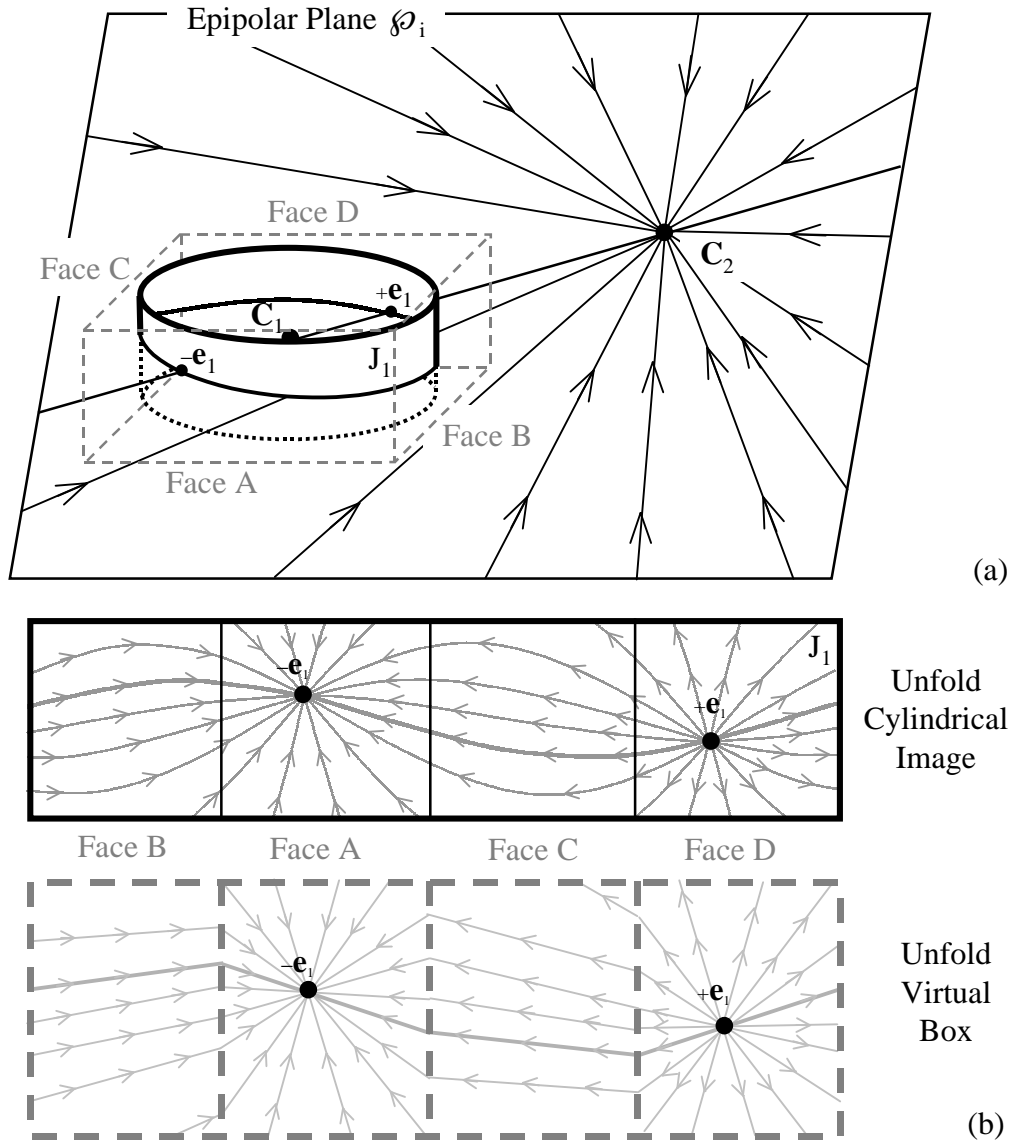 Epipolar Plane ℘i
Face D
Face C
+e1
C1
C2
−e1
J1
Face B
Face A
(a)
J1
−e1
+e1
Unfold
Cylindrical
Image
Face B Face A Face C Face D
−e1
+e1
Unfold
Virtual
Box
(b)